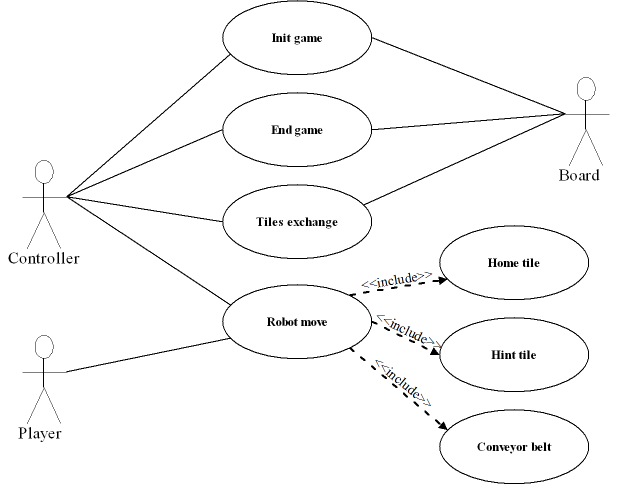 Init game
End game
Board
Tiles exchange
Controller
Home tile
<<include>>
Robot move
<<include>>
Hint tile
<<include>>
Player
Conveyor belt